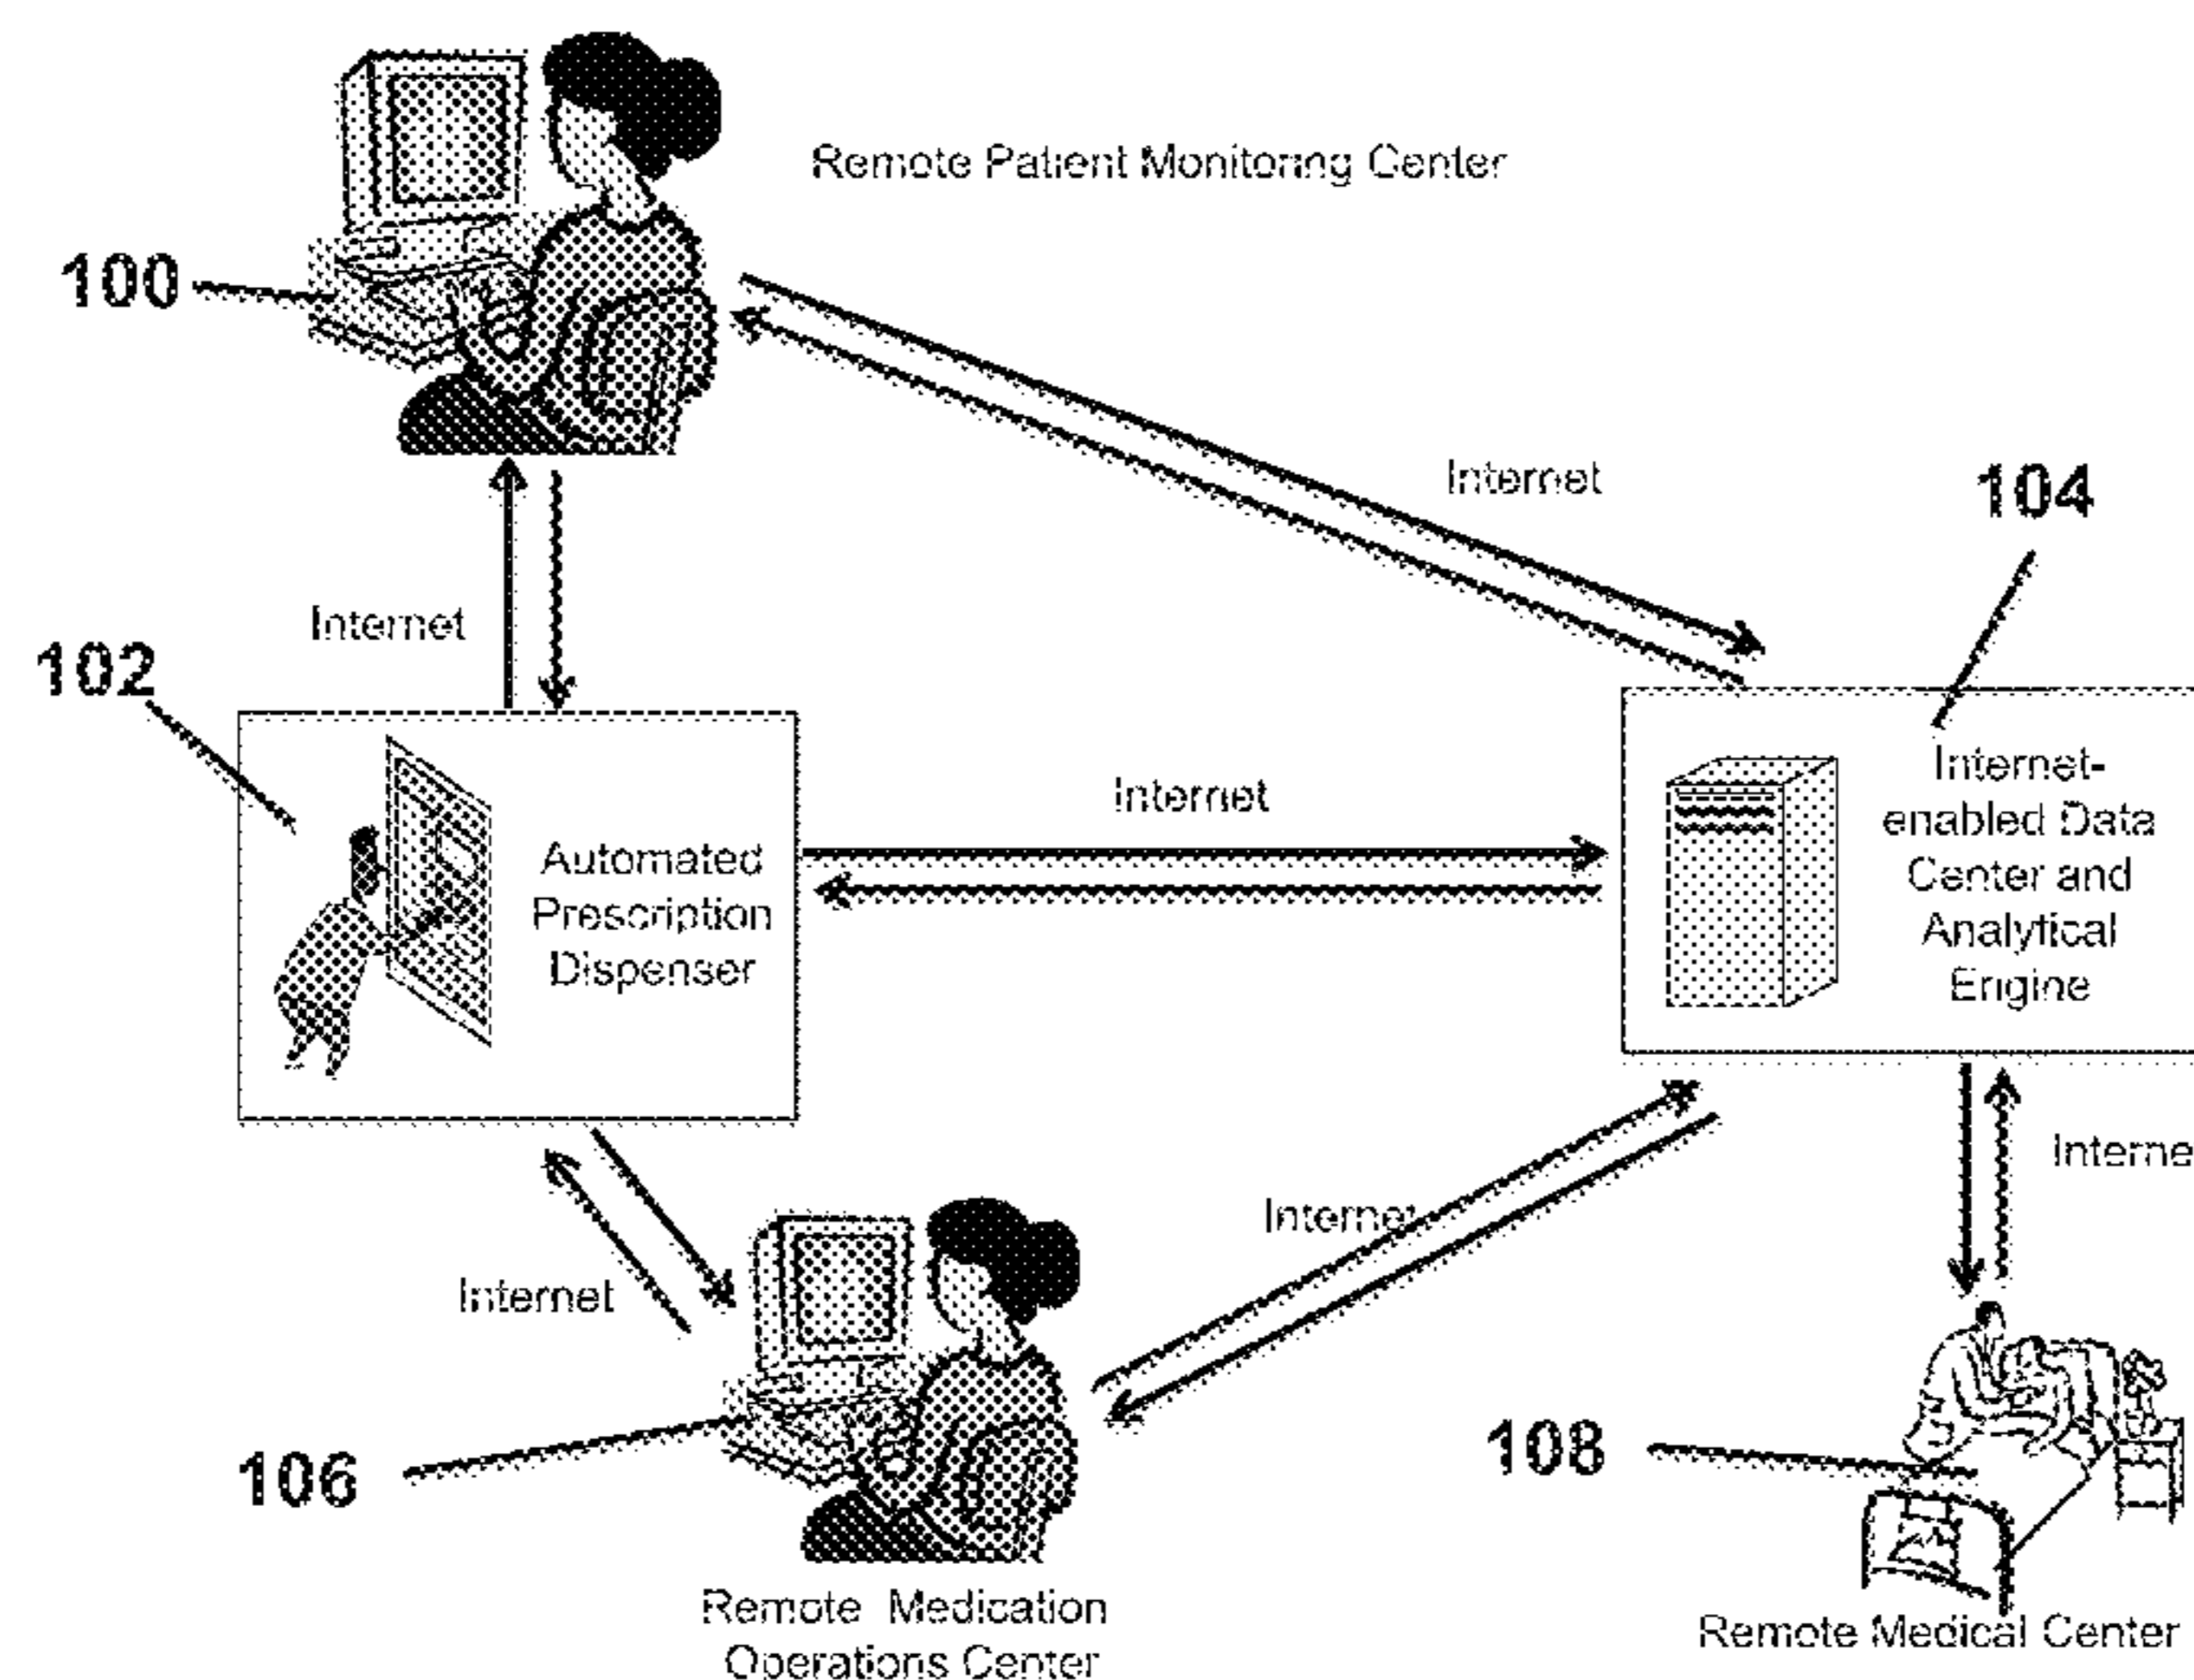 Remote Patient Monitoring Center
100
Internet
104
Internet
102
Internet-
enabled Data
Center and
Analytical
Engine
Internet
Automated
Prescription
Dispenser
Interne
Internet
Internet
108
106
Remote Medication
Operations Center
Remote Medical Center